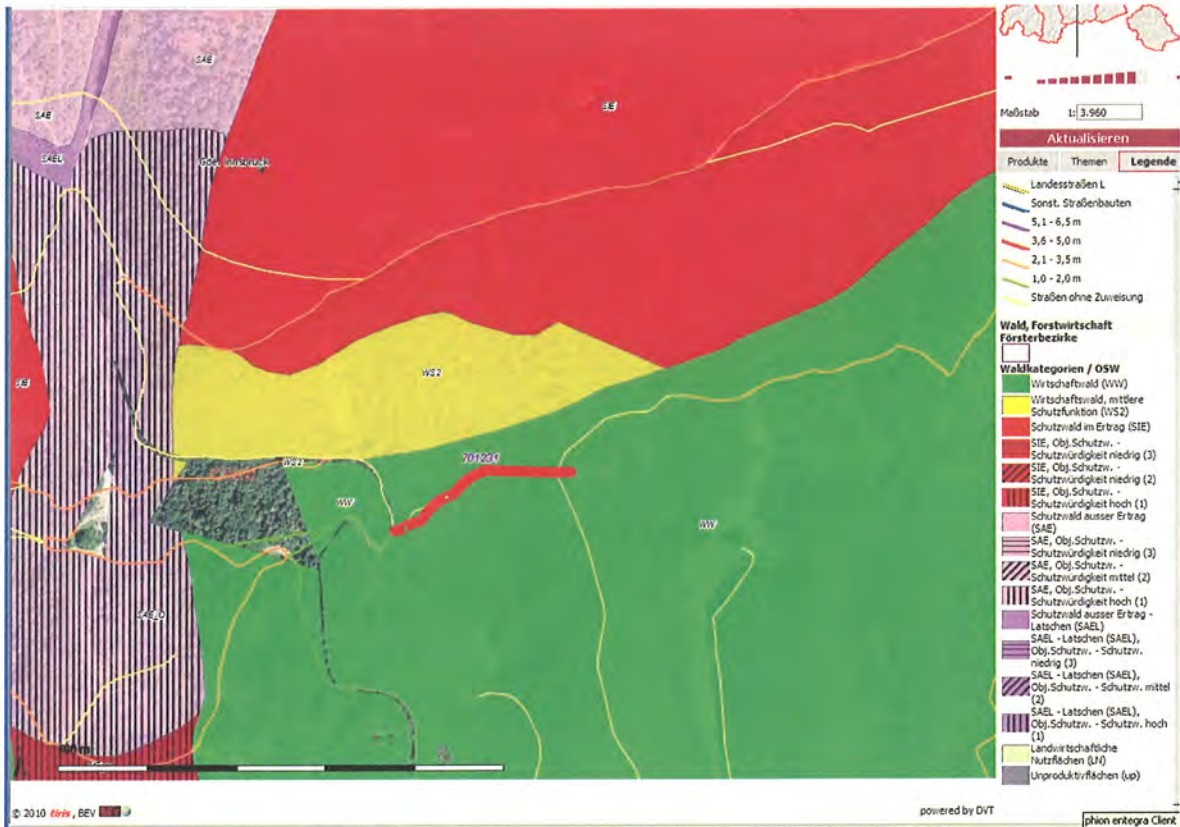 SAE
SAE
SAEL
Gde. Innsbruck
SIE
SIE
WS2
WS2
701231
WW
WW
SAE_O
© 2010 tiris, BEV
powered by DVT
Maßstab 1: 3.960
Aktualisieren
Produkte Themen Legende
Landesstraßen L
Sonst. Straßenbauten
5,1 - 6,5 m
3,6 - 5,0 m
2,1 - 3,5 m
1,0 - 2,0 m
Straßen ohne Zuweisung
Wald, Forstwirtschaft
Försterbezirke
Waldkategorien / OSW
Wirtschaftwald (WW)
Wirtschaftswald, mittlere
Schutzfunktion (WS2)
Schutzwald im Ertrag (SIE)
SIE, Obj.Schutzw. -
Schutzwürdigkeit niedrig (3)
SIE, Obj.Schutzw. -
Schutzwürdigkeit niedrig (2)
SIE, Obj.Schutzw. -
Schutzwürdigkeit hoch (1)
Schutzwald ausser Ertrag
(SAE)
SAE, Obj.Schutzw. -
Schutzwürdigkeit niedrig (3)
SAE, Obj.Schutzw. -
Schutzwürdigkeit mittel (2)
SAE, Obj.Schutzw. -
Schutzwürdigkeit hoch (1)
Schutzwald ausser Ertrag -
Latschen (SAEL)
SAEL - Latschen (SAEL),
Obj.Schutzw. - Schutzw.
niedrig (3)
SAEL - Latschen (SAEL),
Obj.Schutzw. - Schutzw. mittel
(2)
SAEL - Latschen (SAEL),
Obj.Schutzw. - Schutzw. hoch
(1)
Landwirtschaftliche
Nutzflächen (LN)
Unproduktivflächen (up)
phion entegra Client